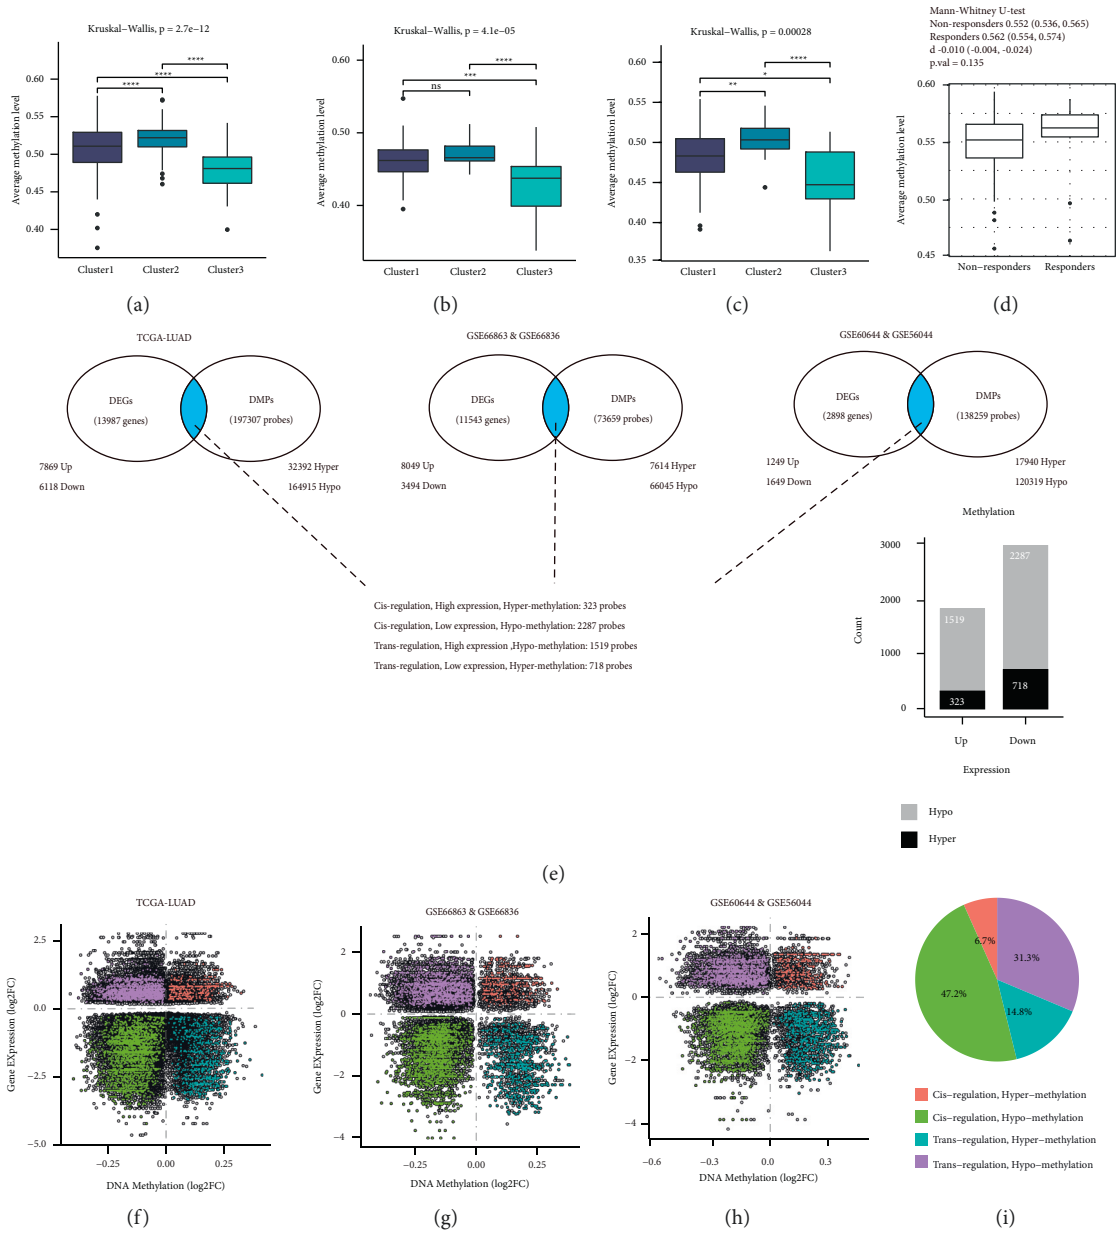 Kruskal−Wallis, p = 2.7e−12
****
****
****
Average methylation level
0.60
0.55
0.50
0.45
0.40
Cluster1 Cluster2 Cluster3
(a)
Kruskal−Wallis, p = 4.1e−05
****
***
ns
Average methylation level
0.60
0.50
0.40
Cluster1 Cluster2 Cluster3
(b)
Kruskal−Wallis, p = 0.00028
****
*
**
Average methylation level
0.60
0.55
0.50
0.45
0.40
0.35
Cluster1 Cluster2 Cluster3
(c)
Mann-Whitney U-test
Non-responsders 0.552 (0.536, 0.565)
Responders 0.562 (0.554, 0.574)
d -0.010 (-0.004, -0.024)
p.val = 0.135
Average methylation level
0.60
0.55
0.50
0.45
Non−responders Responders
(d)
TCGA-LUAD
DEGs
(13987 genes)
DMPs
(197307 probes)
7869 Up
6118 Down
32392 Hyper
164915 Hypo
GSE66863 & GSE66836
DEGs
(11543 genes)
DMPs
(73659 probes)
8049 Up
3494 Down
7614 Hyper
66045 Hypo
GSE60644 & GSE56044
DEGs
(2898 genes)
DMPs
(138259 probes)
1249 Up
1649 Down
17940 Hyper
120319 Hypo
Cis-regulation, High expression, Hyper-methylation: 323 probes
Cis-regulation, Low expression, Hypo-methylation: 2287 probes
Trans-regulation, High expression ,Hypo-methylation: 1519 probes
Trans-regulation, Low expression, Hyper-methylation: 718 probes
Methylation
Count
3000
2000
1000
0
1519
323
2287
718
Up Down
Expression
Hypo
Hyper
(e)
TCGA-LUAD
Gene EXpression (log2FC)
2.5
0.0
−2.5
−5.0
−0.25 0.00 0.25
DNA Methylation (log2FC)
(f)
GSE66863 & GSE66836
Gene EXpression (log2FC)
2
0
−2
−4
−0.25 0.00 0.25
DNA Methylation (log2FC)
(g)
GSE60644 & GSE56044
Gene EXpression (log2FC)
2
0
−2
−4
−0.6 −0.3 0.0 0.3
DNA Methylation (log2FC)
(h)
6.7%
31.3%
47.2%
14.8%
Cis−regulation, Hyper−methylation
Cis−regulation, Hypo−methylation
Trans−regulation, Hyper−methylation
Trans−regulation, Hypo−methylation
(i)